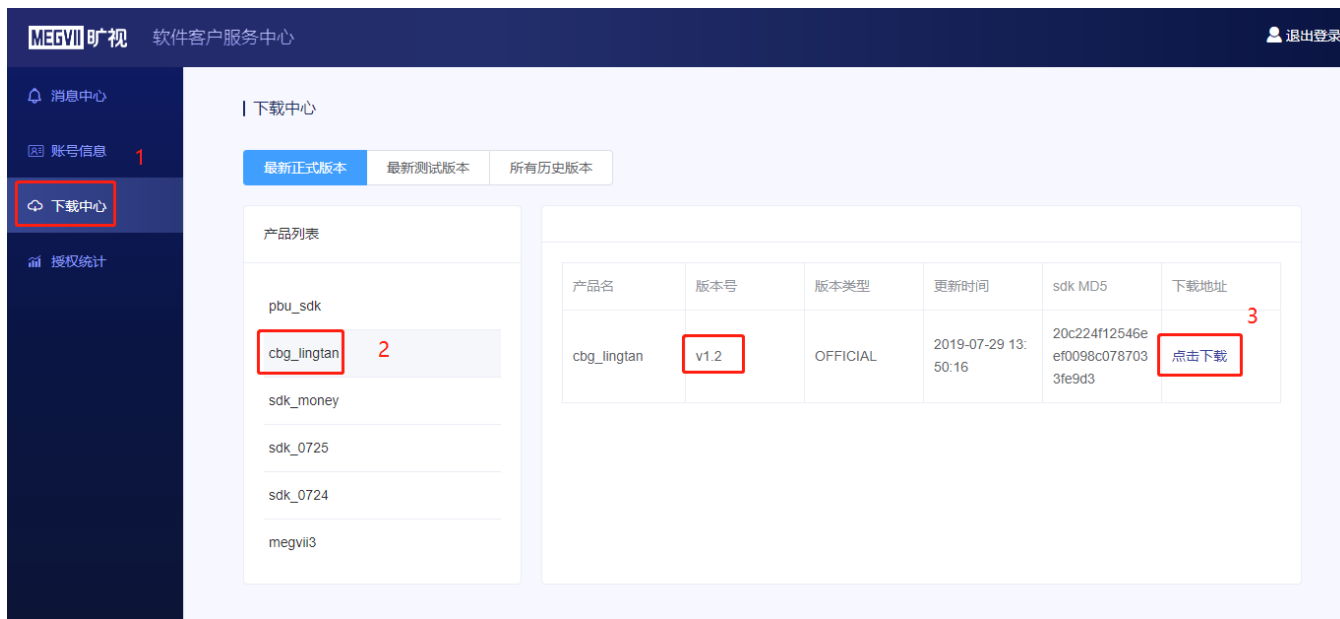 MEGVII 旷视 软件客户服务中心 退出登录
消息中心
账号信息 1
下载中心
授权统计
下载中心
最新正式版本 最新测试版本 所有历史版本
产品列表
pbu_sdk
cbg_lingtan 2
sdk_money
sdk_0725
sdk_0724
megvii3
产品名 版本号 版本类型 更新时间 sdk MD5 下载地址
3
cbg_lingtan v1.2 OFFICIAL 2019-07-29 13:
50:16
20c224f12546e
ef0098c078703
3fe9d3
点击下载